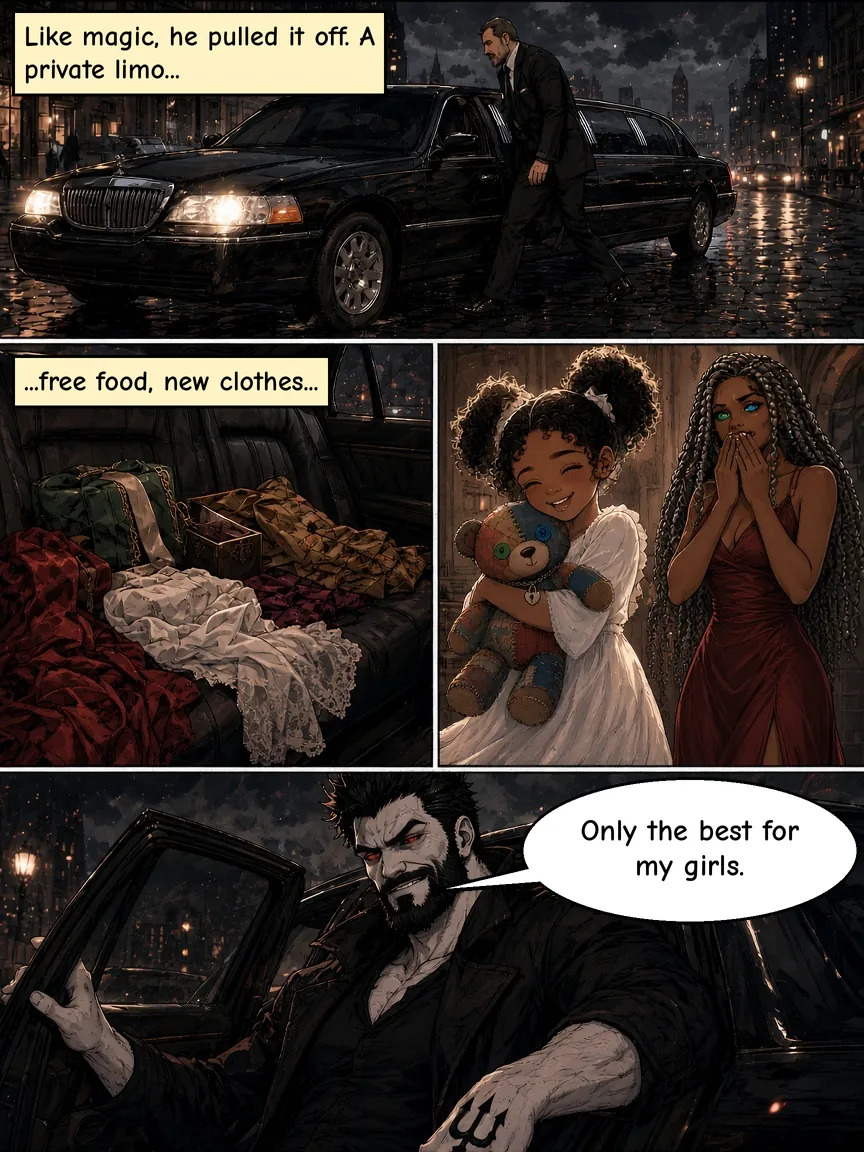 Like magic, he pulled it off. A
private limo...
...free food, new clothes...
Only the best for
my girls.